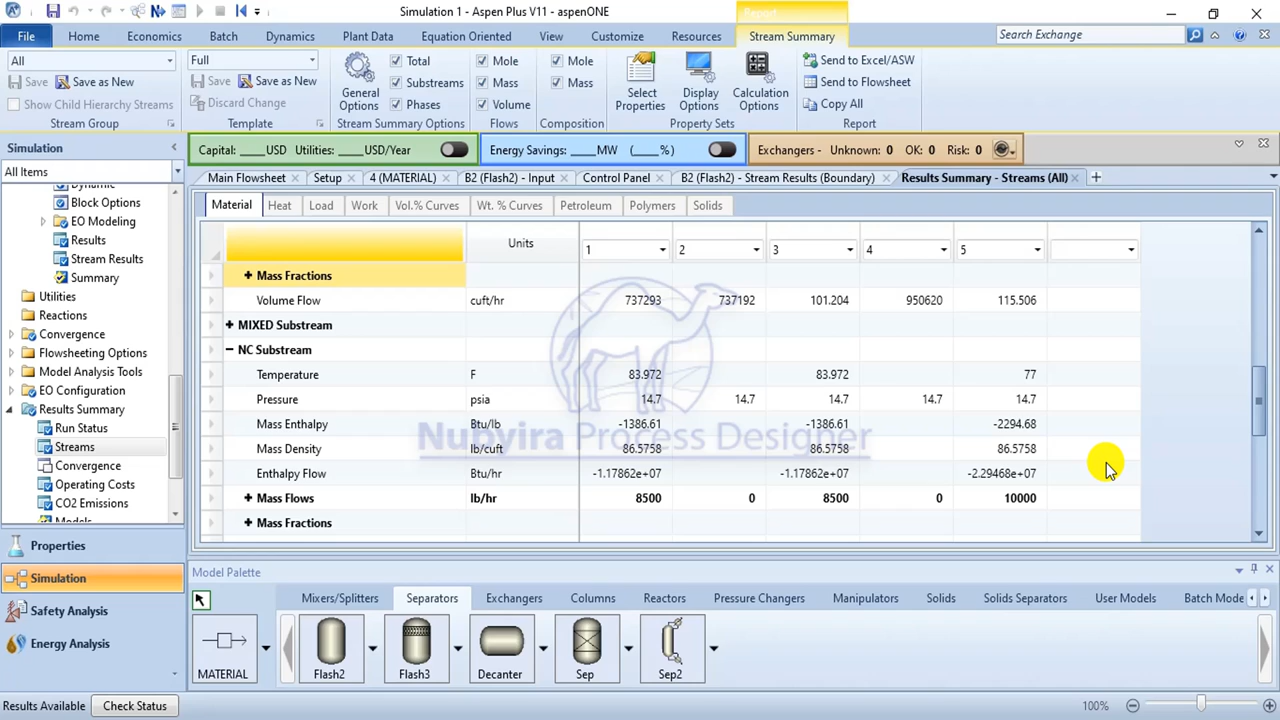 Simulation 1 - Aspen Plus V11 - aspenONE
Report
File Home Economics Batch Dynamics Plant Data Equation Oriented View Customize Resources Stream Summary Search Exchange
All Full Total Mole Mole Send to Excel/ASW
Save Save as New Save Save as New General Options Substreams Mass Mass Select Properties Display Options Calculation Options Send to Flowsheet
Show Child Hierarchy Streams Discard Change Phases Volume Copy All
Stream Group Template Stream Summary Options Flows Composition Property Sets Report
Simulation
Capital: ____USD Utilities: ____USD/Year Energy Savings: ____MW (____%) Exchangers - Unknown: 0 OK: 0 Risk: 0
All Items
Main Flowsheet Setup 4 (MATERIAL) B2 (Flash2) - Input Control Panel B2 (Flash2) - Stream Results (Boundary) Results Summary - Streams (All) +
Dynamic
Block Options
EO Modeling
Results
Stream Results
Summary
Utilities
Reactions
Convergence
Flowsheeting Options
Model Analysis Tools
EO Configuration
Results Summary
Run Status
Streams
Convergence
Operating Costs
CO2 Emissions
Models
Material Heat Load Work Vol.% Curves Wt. % Curves Petroleum Polymers Solids
Units 1 2 3 4 5
+ Mass Fractions
Volume Flow cuft/hr 737293 737192 101.204 950620 115.506
+ MIXED Substream
− NC Substream
Temperature F 83.972 83.972 77
Pressure psia 14.7 14.7 14.7 14.7 14.7
Mass Enthalpy Btu/lb -1386.61 -1386.61 -2294.68
Mass Density lb/cuft 86.5758 86.5758 86.5758
Enthalpy Flow Btu/hr -1.17862e+07 -1.17862e+07 -2.29468e+07
+ Mass Flows lb/hr 8500 0 8500 0 10000
+ Mass Fractions
Nubyira Process Designer
Properties
Simulation
Safety Analysis
Energy Analysis
Model Palette
Mixers/Splitters Separators Exchangers Columns Reactors Pressure Changers Manipulators Solids Solids Separators User Models Batch Mode
MATERIAL Flash2 Flash3 Decanter Sep Sep2
Results Available Check Status 100%